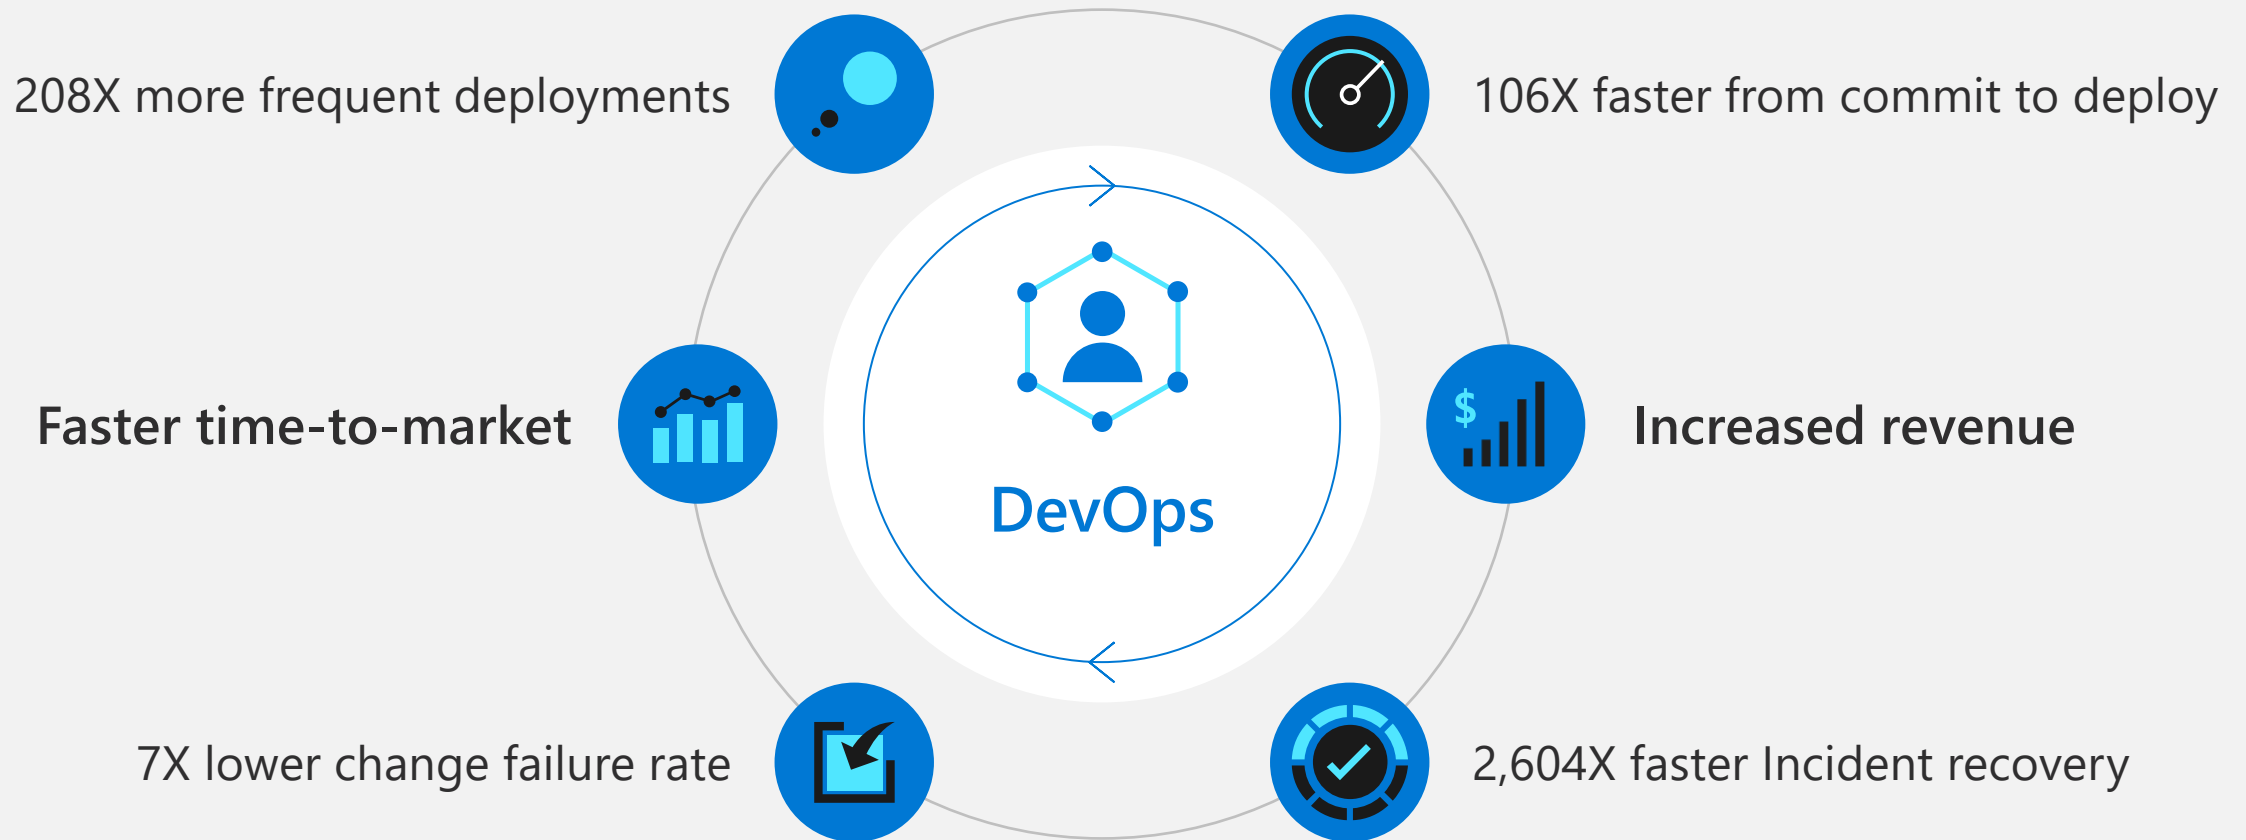 208X more frequent deployments
106X faster from commit to deploy
Faster time-to-market
$
Increased revenue
DevOps
7X lower change failure rate
2,604X faster Incident recovery